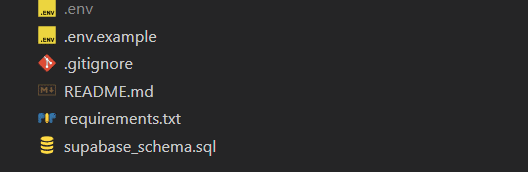 .env
.env.example
.gitignore
README.md
requirements.txt
supabase_schema.sql